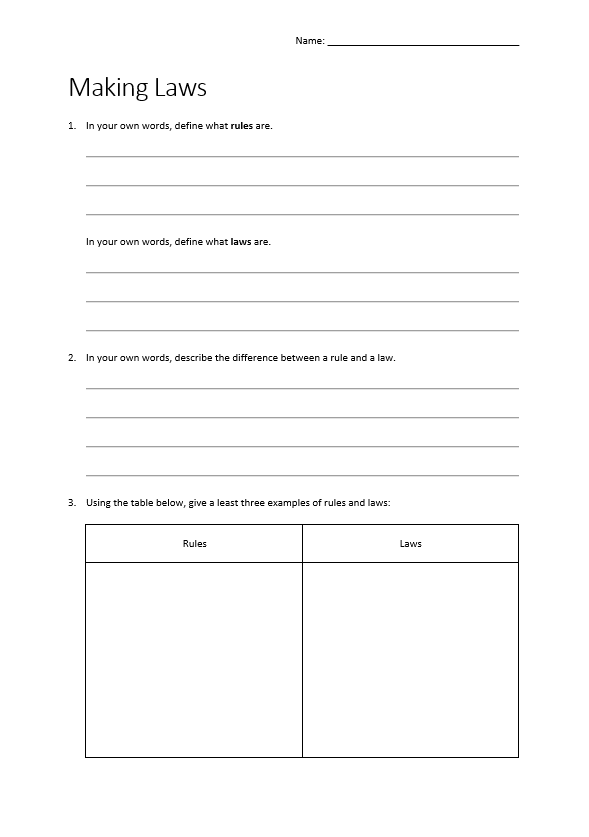 Name:
Making Laws
1. In your own words, define what rules are.
In your own words, define what laws are.
2. In your own words, describe the difference between a rule and a law.
3. Using the table below, give a least three examples of rules and laws:
Rules
Laws